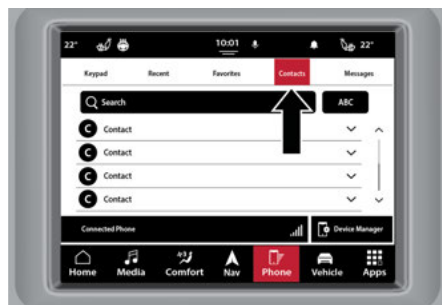 22° 10:01 22°
Keypad Recent Favorites Contacts Messages
Search ABC
C Contact
C Contact
C Contact
C Contact
Connected Phone Device Manager
Home Media Comfort Nav Phone Vehicle Apps